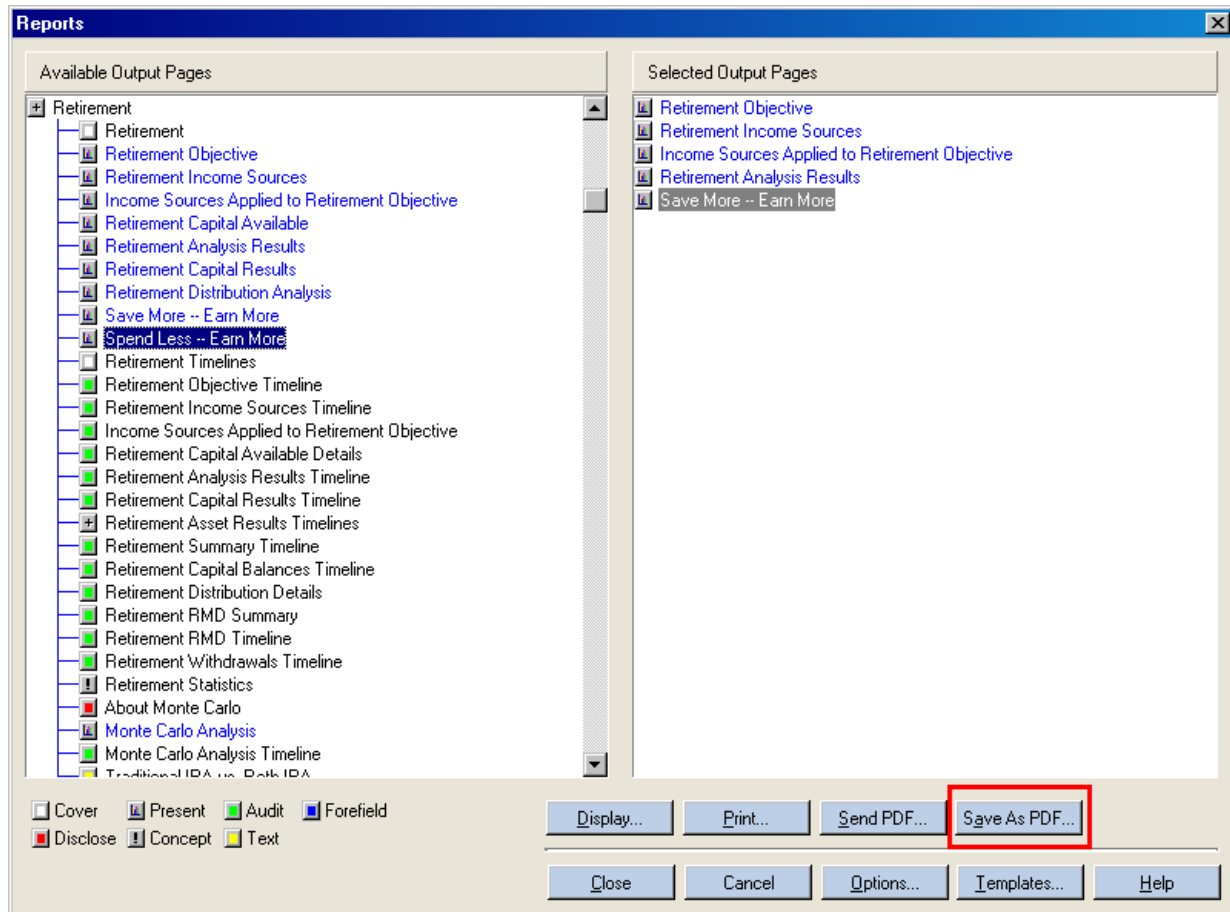 Reports
Available Output Pages
Retirement
Retirement
Retirement Objective
Retirement Income Sources
Income Sources Applied to Retirement Objective
Retirement Capital Available
Retirement Analysis Results
Retirement Capital Results
Retirement Distribution Analysis
Save More -- Earn More
Spend Less -- Earn More
Retirement Timelines
Retirement Objective Timeline
Retirement Income Sources Timeline
Income Sources Applied to Retirement Objective
Retirement Capital Available Details
Retirement Analysis Results Timeline
Retirement Capital Results Timeline
Retirement Asset Results Timelines
Retirement Summary Timeline
Retirement Capital Balances Timeline
Retirement Distribution Details
Retirement RMD Summary
Retirement RMD Timeline
Retirement Withdrawals Timeline
Retirement Statistics
About Monte Carlo
Monte Carlo Analysis
Monte Carlo Analysis Timeline
Traditional IRA vs. Roth IRA
Selected Output Pages
Retirement Objective
Retirement Income Sources
Income Sources Applied to Retirement Objective
Retirement Analysis Results
Save More -- Earn More
Cover Present Audit Forefield
Disclose Concept Text
Display... Print... Send PDF... Save As PDF...
Close Cancel Options... Templates... Help